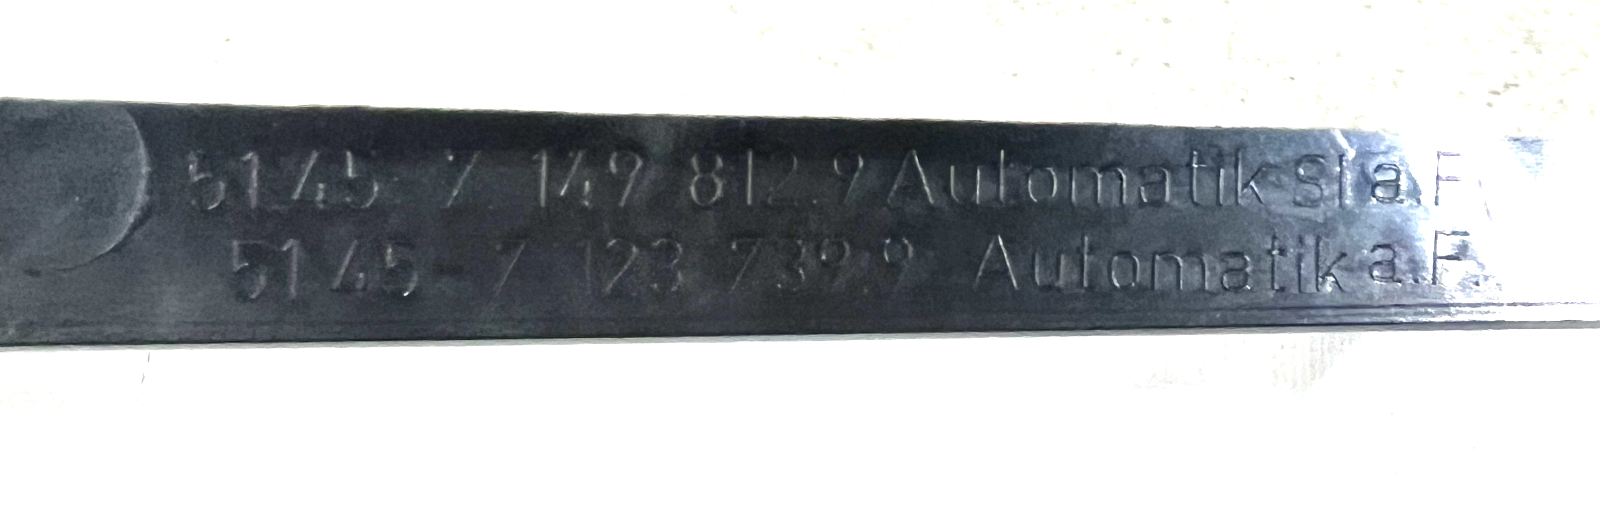 5145-7 149 812.9 Automatik SI a.F.
5145-7 123 739.9 Automatik a.F.